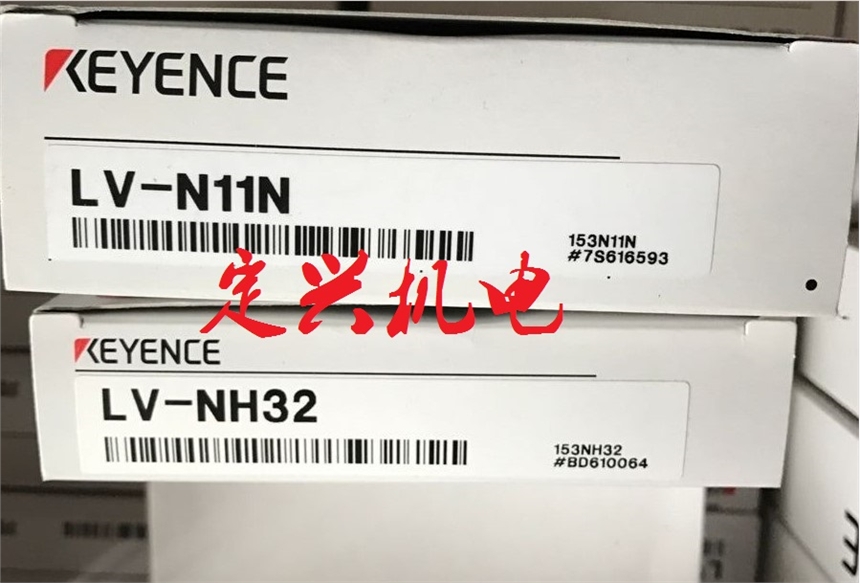 KEYENCE
LV-N11N
153N11N
#7S616593
定兴机电
KEYENCE
LV-NH32
153NH32
#BD610064